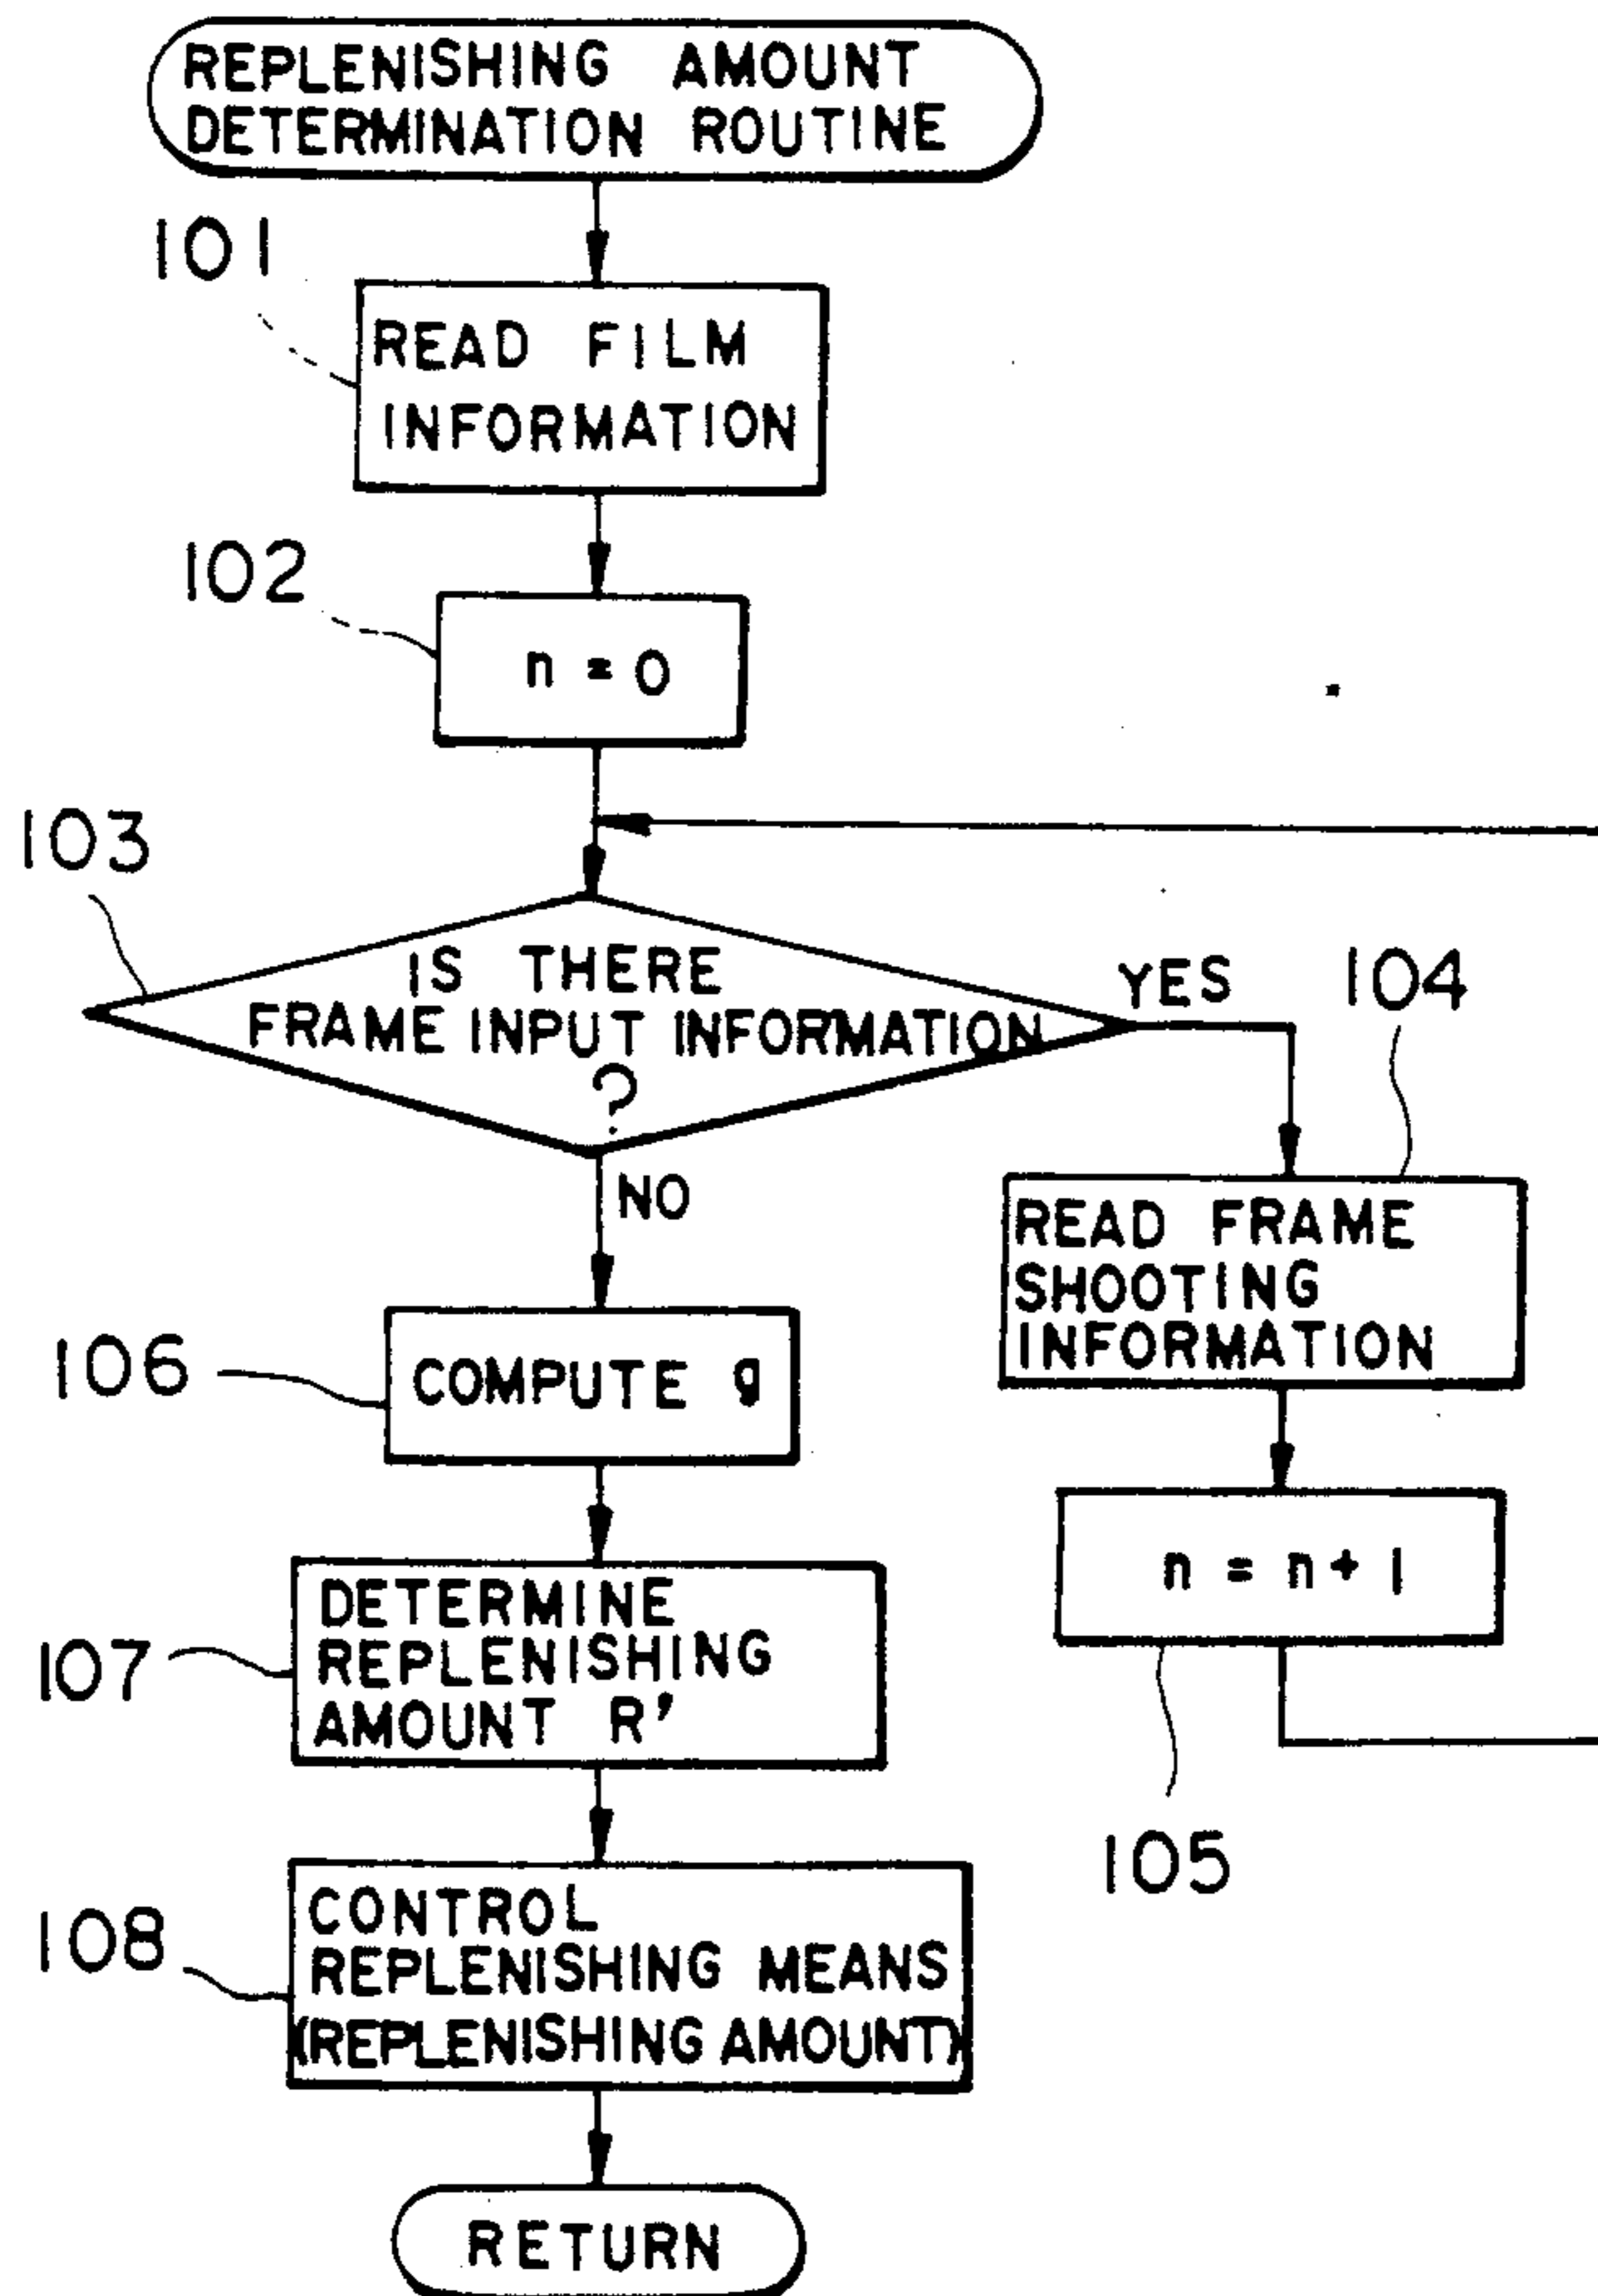 REPLENISHING AMOUNT
DETERMINATION ROUTINE
101
READ FILM
INFORMATION
102
n = 0
103
IS THERE
FRAME INPUT INFORMATION
?
YES
104
NO
READ FRAME
SHOOTING
INFORMATION
106
COMPUTE g
n = n + 1
105
107
DETERMINE
REPLENISHING
AMOUNT R'
108
CONTROL
REPLENISHING MEANS
(REPLENISHING AMOUNT)
RETURN